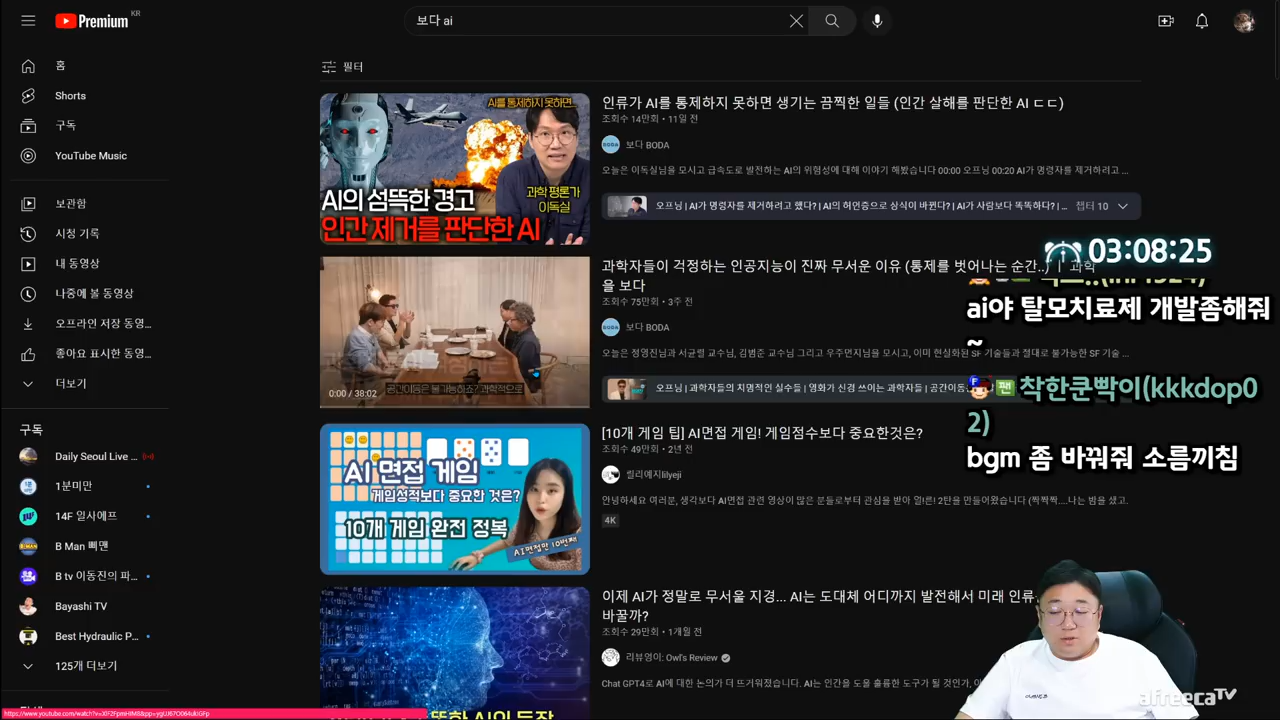 Premium KR
보다 ai
홈
Shorts
구독
YouTube Music
보관함
시청 기록
내 동영상
나중에 볼 동영상
오프라인 저장 동영...
좋아요 표시한 동영...
더보기
구독
Daily Seoul Live ...
1분미만
14F 일사에프
B Man 삐맨
B tv 이동진의 파...
Bayashi TV
Best Hydraulic P...
125개 더보기
필터
AI를 통제하지 못하면...
과학 평론가
이독실
AI의 섬뜩한 경고
인간 제거를 판단한 AI
인류가 AI를 통제하지 못하면 생기는 끔찍한 일들 (인간 살해를 판단한 AI ㄷㄷ)
조회수 14만회 • 11일 전
보다 BODA
오늘은 이독실님을 모시고 급속도로 발전하는 AI의 위험성에 대해 이야기 해봤습니다 00:00 오프닝 00:20 AI가 명령자를 제거하려고 ...
오프닝 | AI가 명령자를 제거하려고 했다? | AI의 허언증으로 상식이 바뀐다? | AI가 사람보다 똑똑하다? | ... 챕터 10
공간이동은 불가능하죠? 과학적으로
0:00 / 38:02
과학자들이 걱정하는 인공지능이 진짜 무서운 이유 (통제를 벗어나는 순간..) | 과학
을 보다
조회수 75만회 • 3주 전
보다 BODA
오늘은 정영진님과 서균렬 교수님, 김범준 교수님 그리고 우주먼지님을 모시고, 이미 현실화된 SF 기술들과 절대로 불가능한 SF 기술 ...
오프닝 | 과학자들의 치명적인 실수들 | 영화가 신경 쓰이는 과학자들 |
AI 면접 게임
게임성적보다 중요한 것은?
10개 게임 완전 정복
AI면접만 10번째
[10개 게임 팁] AI면접 게임! 게임점수보다 중요한것은?
조회수 49만회 • 2년 전
릴리예지lilyeji
안녕하세요 여러분, 생각보다 AI면접 관련 영상이 많은 분들로부터 관심을 받아 얼!른! 2탄을 만들어왔습니다 (짝짝짝....나는 밤을 샜고.
4K
이제 AI가 정말로 무서울 지경... AI는 도대체 어디까지 발전해서 미래 인류
바꿀까?
조회수 29만회 • 1개월 전
리뷰엉이: Owl's Review
Chat GPT4로 AI에 대한 논의가 더 뜨거워졌습니다. AI는 인간을 도울 훌륭한 도구가 될 것인가,
03:08:25
ai야 탈모치료제 개발좀해줘
~
팬 착한쿤빡이(kkkdop0
2)
bgm 좀 바꿔줘 소름끼침
afreecaTV